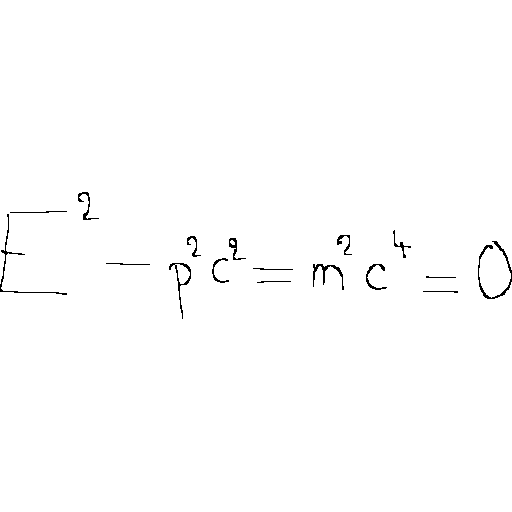 E² - p²c² = m²c⁴ = 0